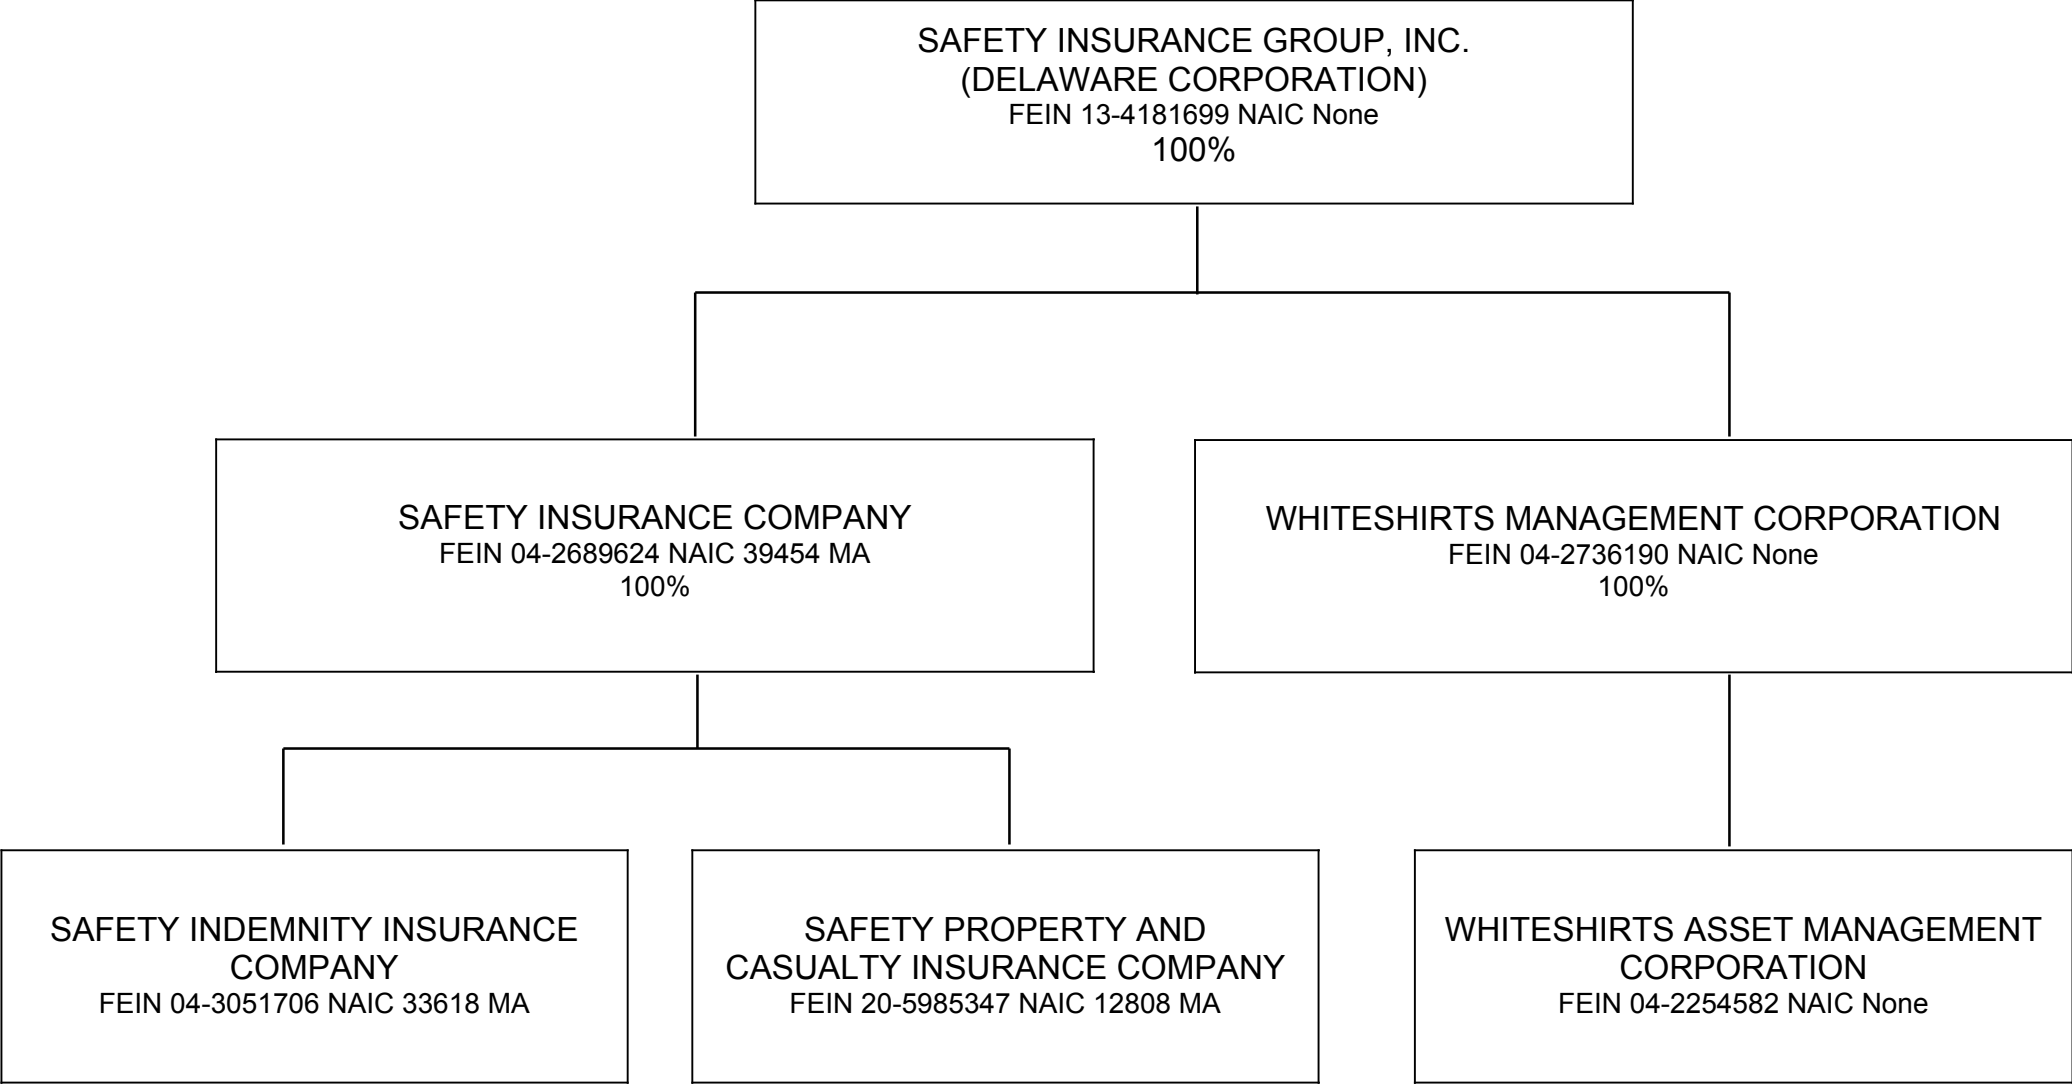 SAFETY INSURANCE GROUP, INC.
(DELAWARE CORPORATION)
FEIN 13-4181699 NAIC None
100%
SAFETY INSURANCE COMPANY
FEIN 04-2689624 NAIC 39454 MA
100%
WHITESHIRTS MANAGEMENT CORPORATION
FEIN 04-2736190 NAIC None
100%
SAFETY INDEMNITY INSURANCE
COMPANY
FEIN 04-3051706 NAIC 33618 MA
SAFETY PROPERTY AND
CASUALTY INSURANCE COMPANY
FEIN 20-5985347 NAIC 12808 MA
WHITESHIRTS ASSET MANAGEMENT
CORPORATION
FEIN 04-2254582 NAIC None